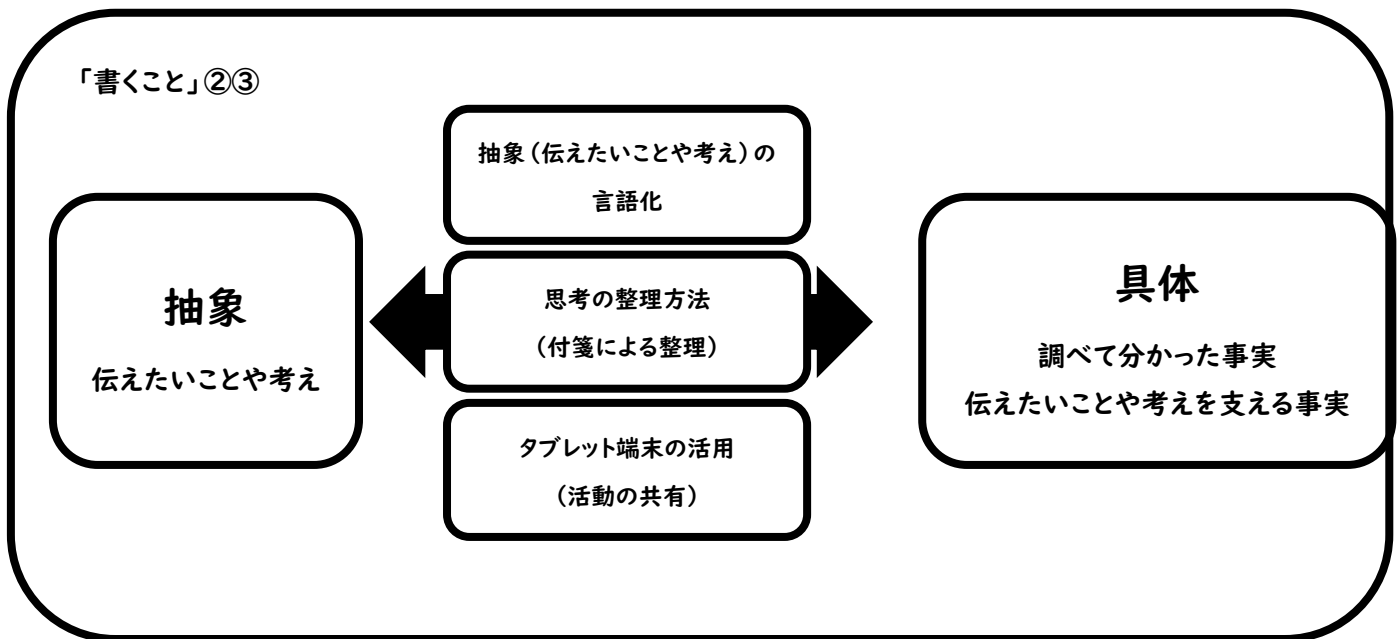 「書くこと」②③
抽象
伝えたいことや考え
抽象（伝えたいことや考え）の
言語化
思考の整理方法
（付箋による整理）
タブレット端末の活用
（活動の共有）
具体
調べて分かった事実
伝えたいことや考えを支える事実